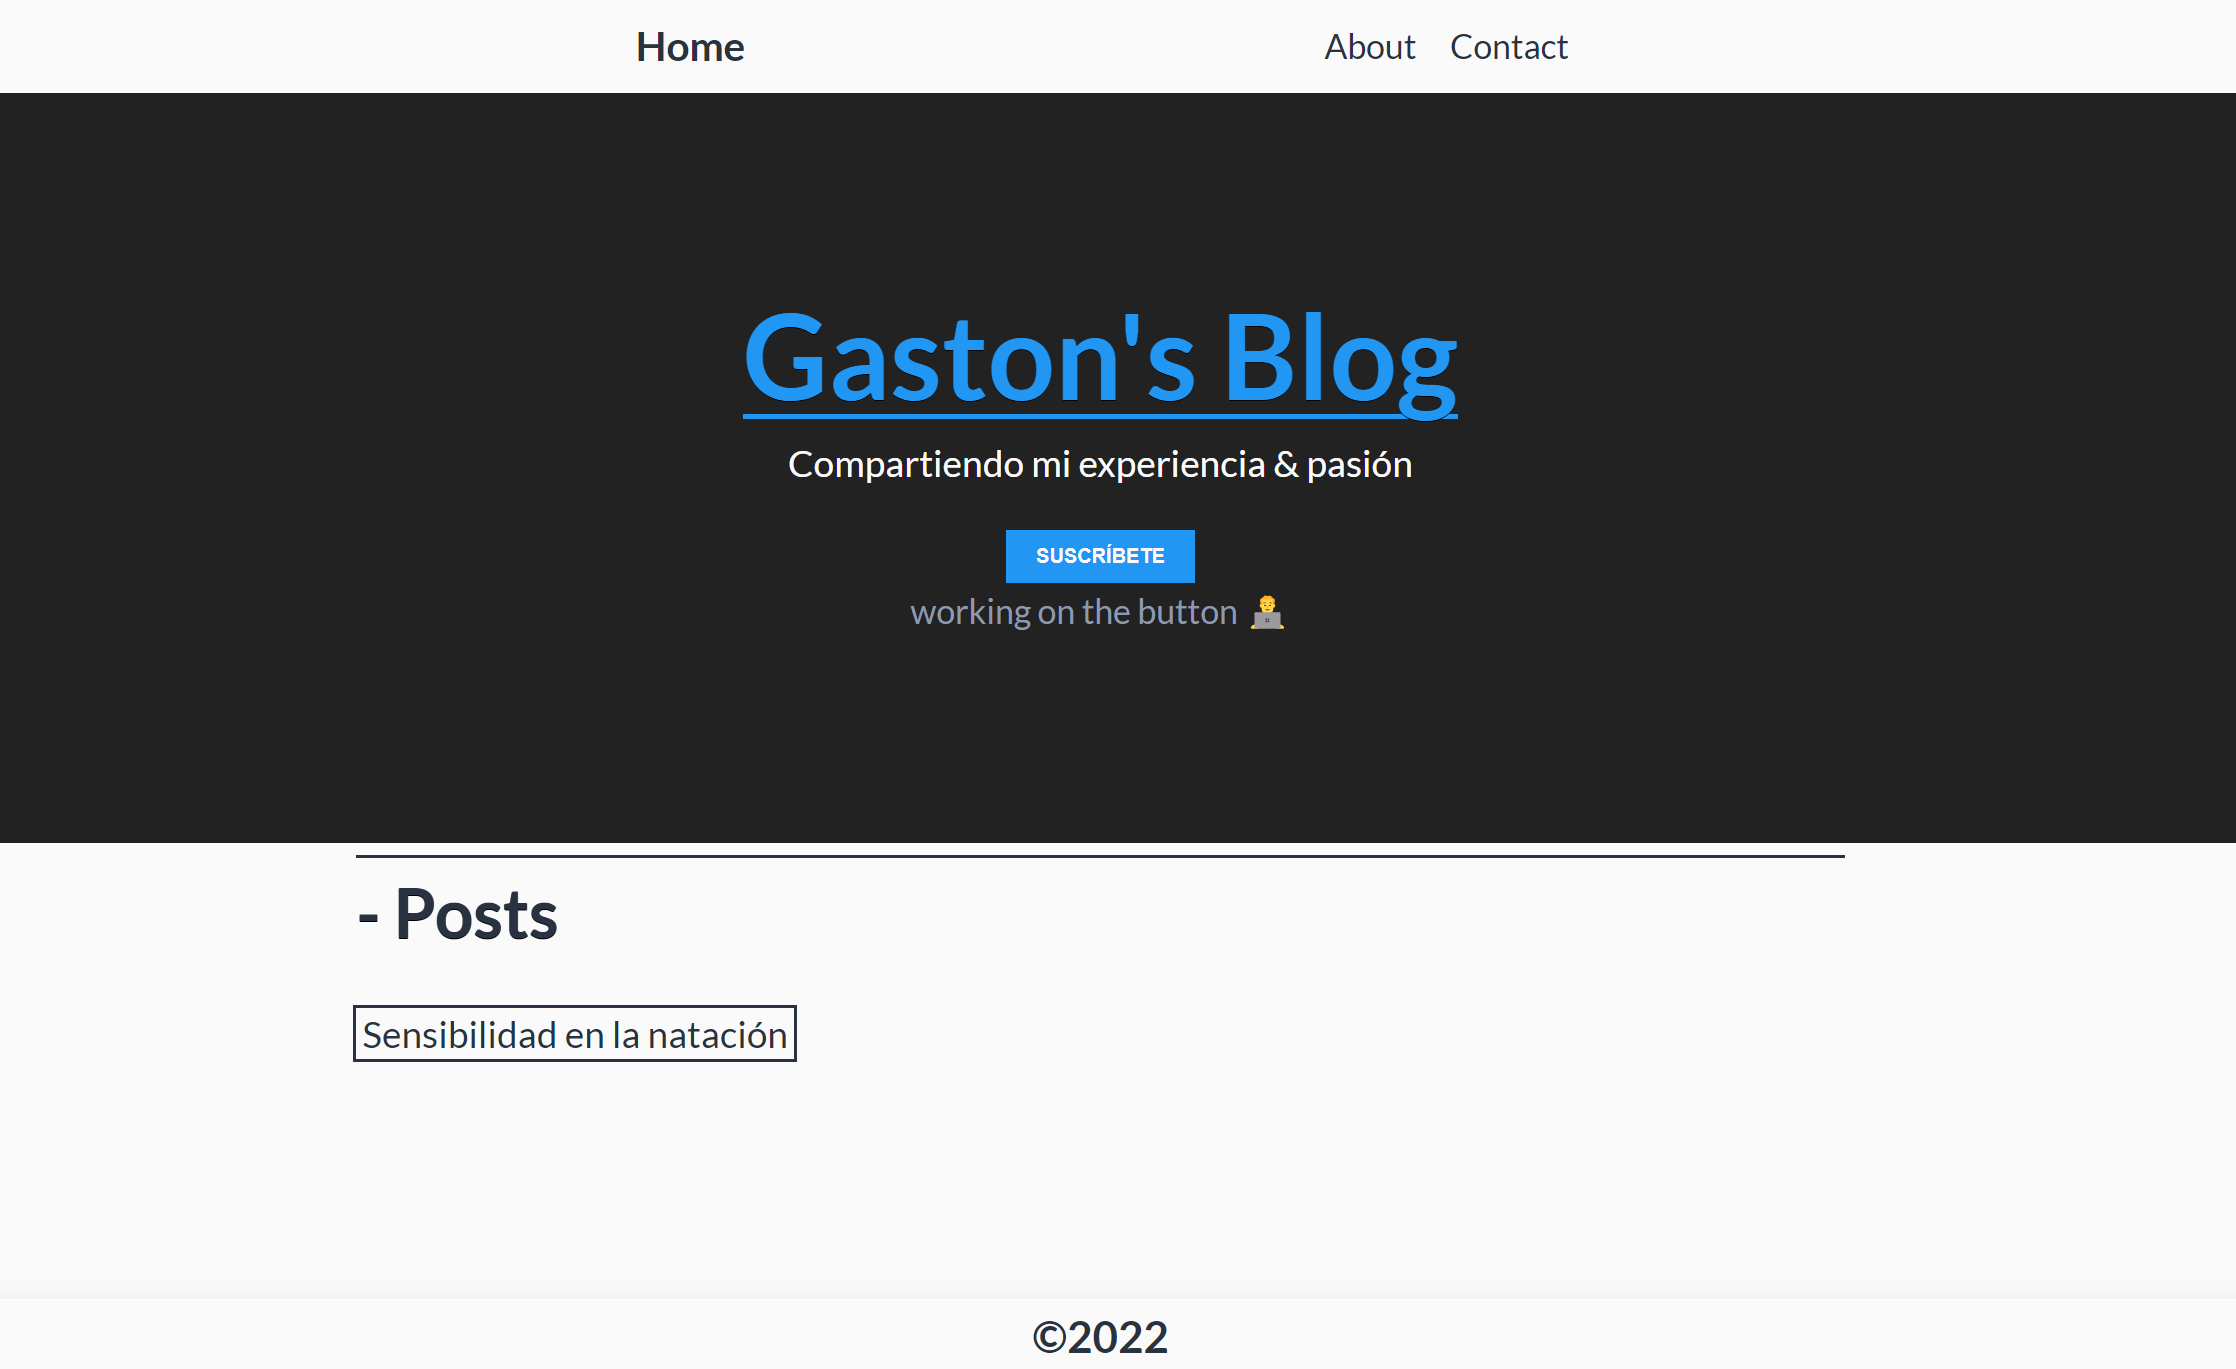 Home
About
Contact
Gaston's Blog
Compartiendo mi experiencia & pasión
SUSCRÍBETE
working on the button 👨‍💻
- Posts
Sensibilidad en la natación
©2022